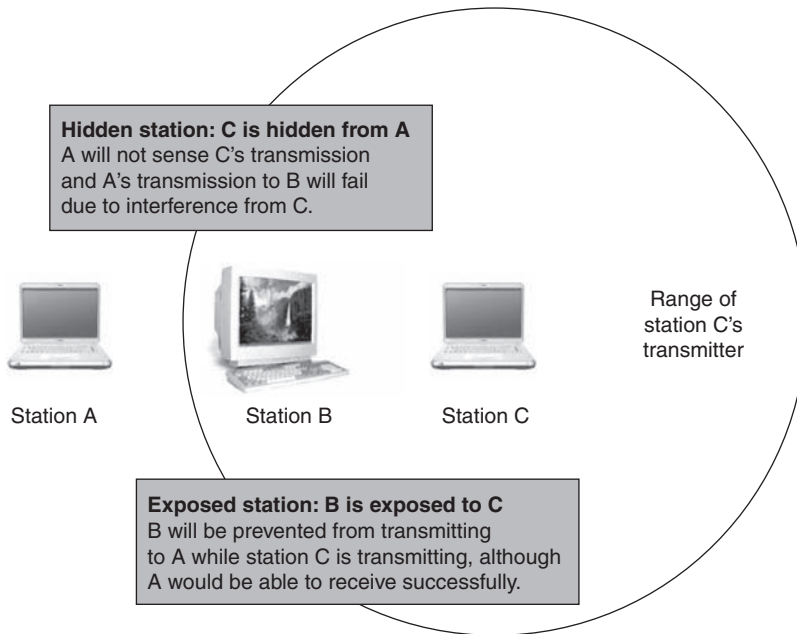 Hidden station: C is hidden from A
A will not sense C's transmission
and A's transmission to B will fail
due to interference from C.
Range of
station C's
transmitter
Station A
Station B
Station C
Exposed station: B is exposed to C
B will be prevented from transmitting
to A while station C is transmitting, although
A would be able to receive successfully.